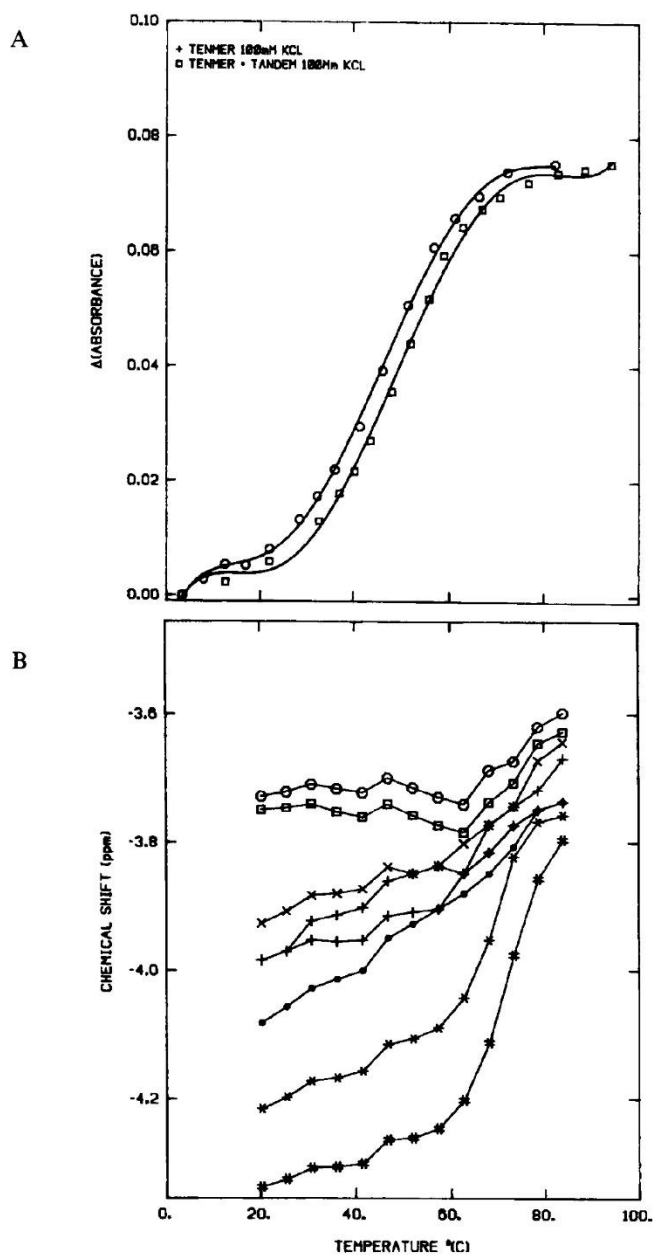 A
0.10
+ TENMER 100mM KCL
□ TENMER • TANDEM 100Mm KCL
0.08
0.06
0.04
0.02
0.00
Δ(ABSORBANCE)
B
-3.6
-3.8
-4.0
-4.2
CHEMICAL SHIFT (ppm)
0. 20. 40. 60. 80. 100.
TEMPERATURE °(C)